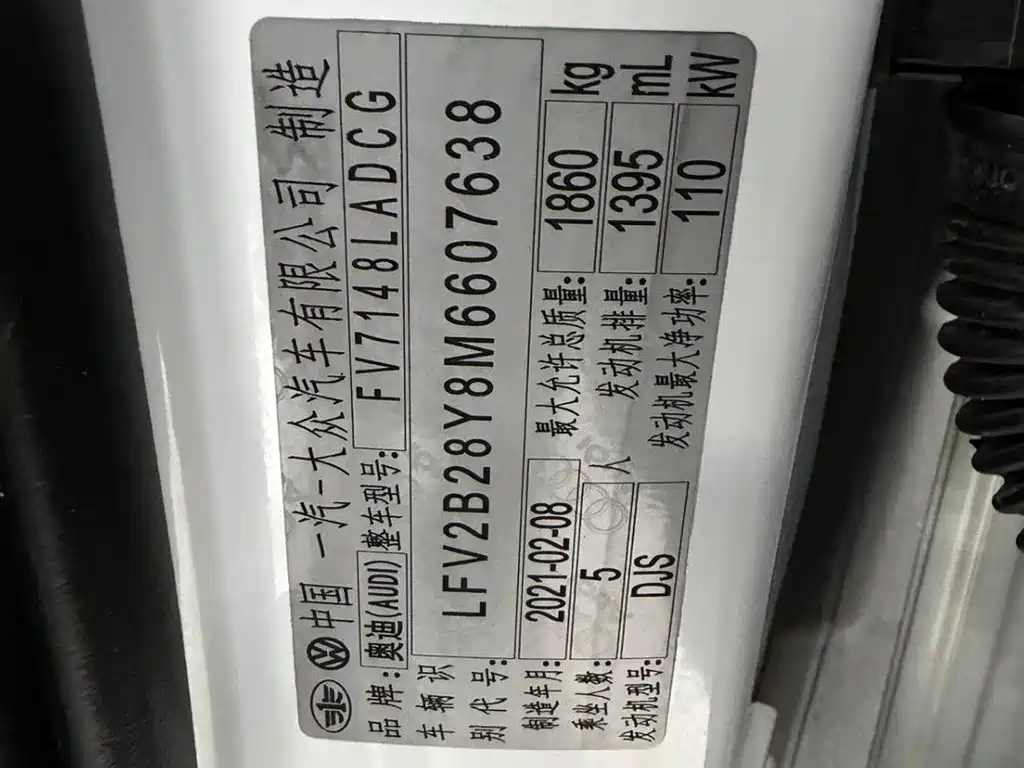 中国 一汽-大众汽车有限公司 制造
品牌: 奥迪(AUDI) 整车型号: FV7148LADCG
车辆识别代号: LFV2B28Y8M6607638
制造年月: 2021-02-08 最大允许总质量: 1860 kg
乘坐人数: 5 人 发动机排量: 1395 mL
发动机型号: DJS 发动机最大净功率: 110 kW